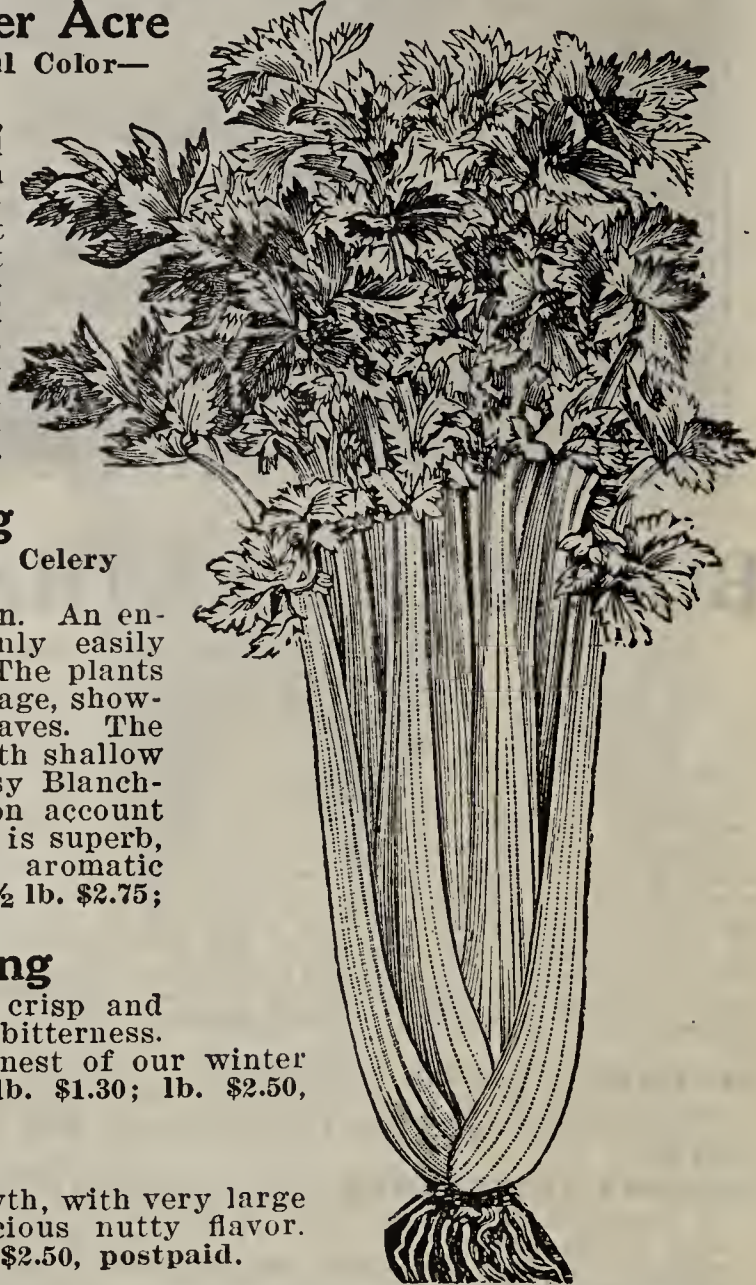 er Acre
al Color—
g
Celery
n. An en-
nly easily
The plants
age, show-
aves. The
th shallow
sy Blanch-
on account
is superb,
aromatic
½ lb. $2.75;
ng
crisp and
bitterness.
nest of our winter
lb. $1.30; lb. $2.50,
vth, with very large
cious nutty flavor.
$2.50, postpaid.